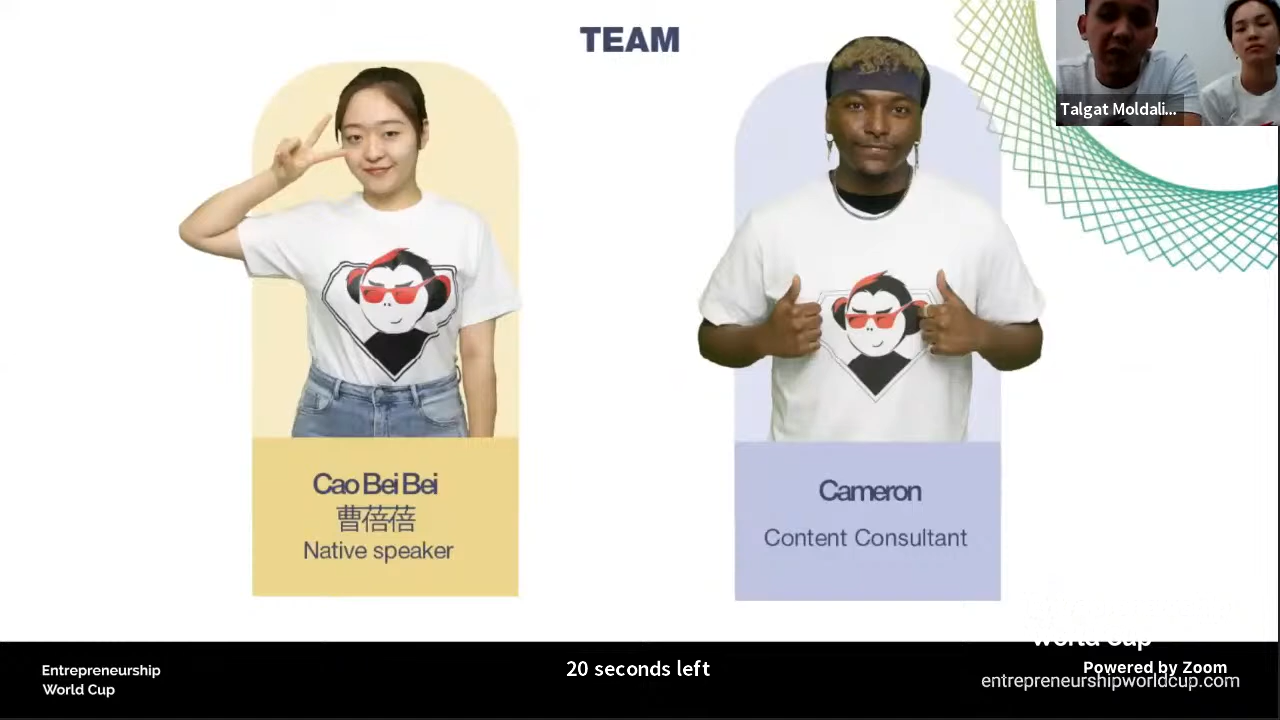 TEAM
Talgat Moldali...
Cao Bei Bei
曹蓓蓓
Native speaker
Cameron
Content Consultant
Entrepreneurship
World Cup
20 seconds left
World Cup
Powered by Zoom
entrepreneurshipworldcup.com